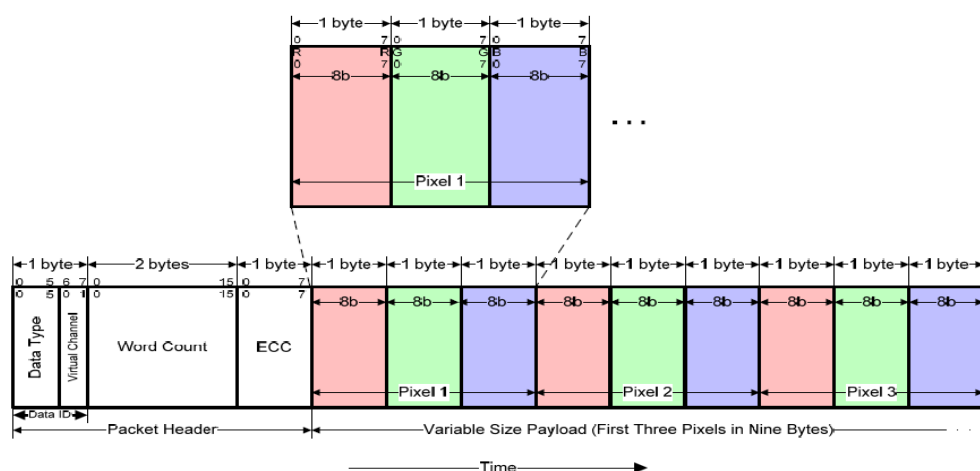 1 byte 1 byte 1 byte
0 7 0 7 0 7
R R G G B B
0 7 0 7 0 7
8b 8b 8b
. . .
Pixel 1
1 byte 2 bytes 1 byte 1 byte 1 byte 1 byte 1 byte 1 byte 1 byte 1 byte 1 byte 1 byte
0 5 6 7 0 15 0 7
0 5 0 1 0 15 0 7
8b 8b 8b 8b 8b 8b 8b 8b 8b
Data Type
Virtual Channel
Word Count
ECC
Pixel 1 Pixel 2 Pixel 3
Data ID
Packet Header Variable Size Payload (First Three Pixels in Nine Bytes)
Time